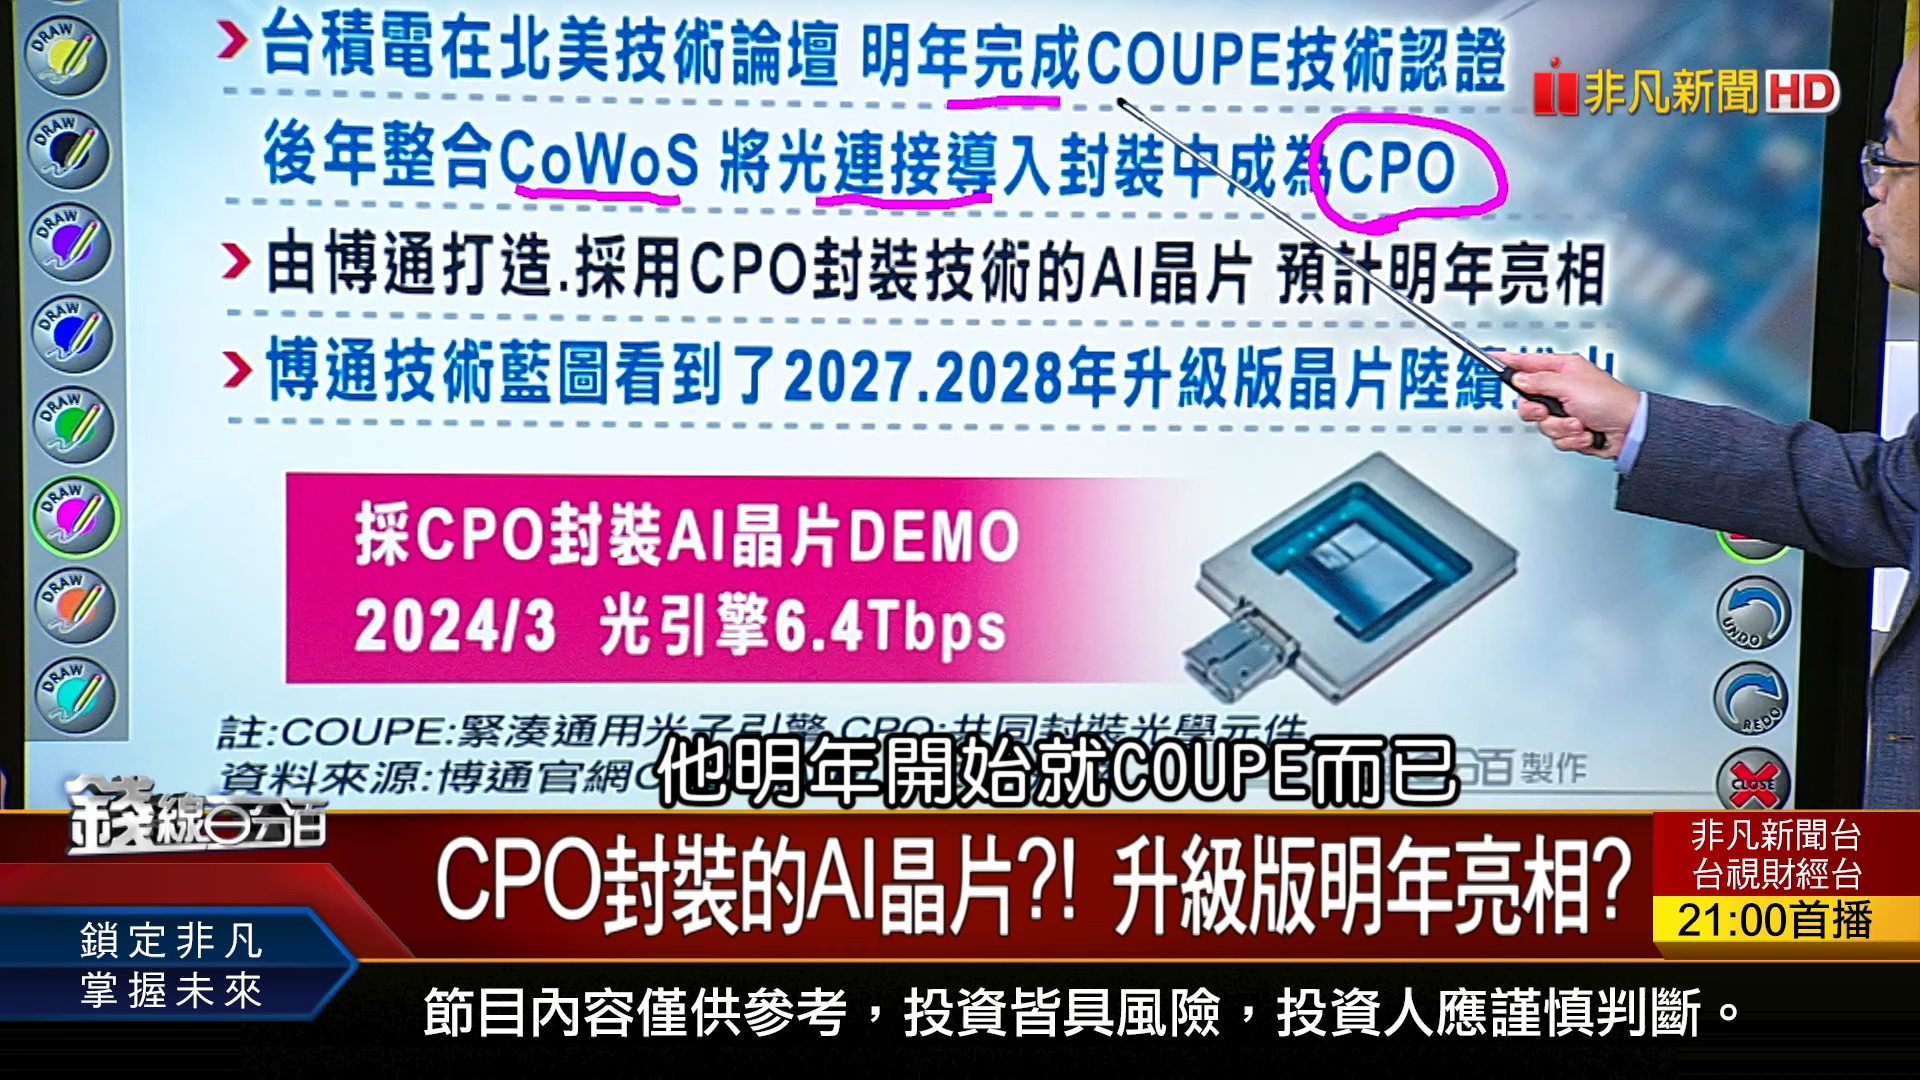 台積電在北美技術論壇 明年完成COUPE技術認證
後年整合CoWoS 將光連接導入封裝中成為CPO
由博通打造.採用CPO封裝技術的AI晶片 預計明年亮相
博通技術藍圖看到了2027.2028年升級版晶片陸續
採CPO封裝AI晶片DEMO
2024/3 光引擎6.4Tbps
註:COUPE:緊湊通用光子引擎 CPO:共同封裝光學元件
資料來源:博通官網
百製作
他明年開始就COUPE而已
非凡新聞HD
DRAW
DRAW
DRAW
DRAW
DRAW
DRAW
DRAW
DRAW
UNDO
REDO
CLOSE
錢線百分百
CPO封裝的AI晶片?! 升級版明年亮相?
非凡新聞台
台視財經台
21:00首播
鎖定非凡
掌握未來
節目內容僅供參考，投資皆具風險，投資人應謹慎判斷。